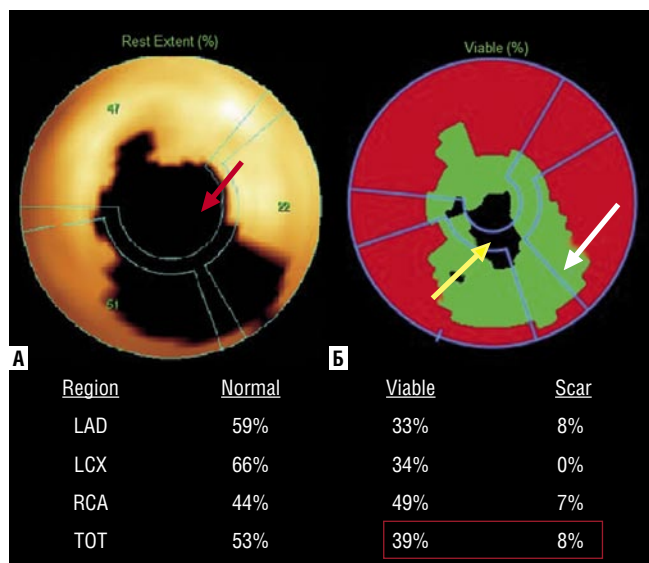 Rest Extent (%)
Viable (%)
47
22
51
А
Б
Region Normal Viable Scar
LAD 59% 33% 8%
LCX 66% 34% 0%
RCA 44% 49% 7%
TOT 53% 39% 8%